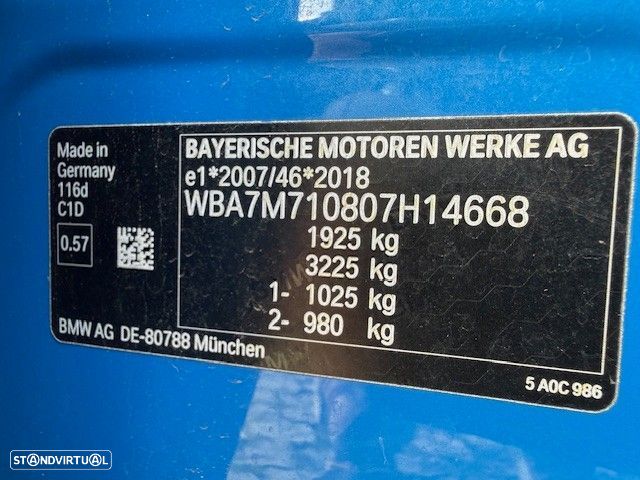 Made in
Germany
116d
C1D
0.57
BMW AG DE-80788 München
BAYERISCHE MOTOREN WERKE AG
e1*2007/46*2018
WBA7M710807H14668
1925 kg
3225 kg
1- 1025 kg
2- 980 kg
5 A0C 986
STANDVIRTUAL